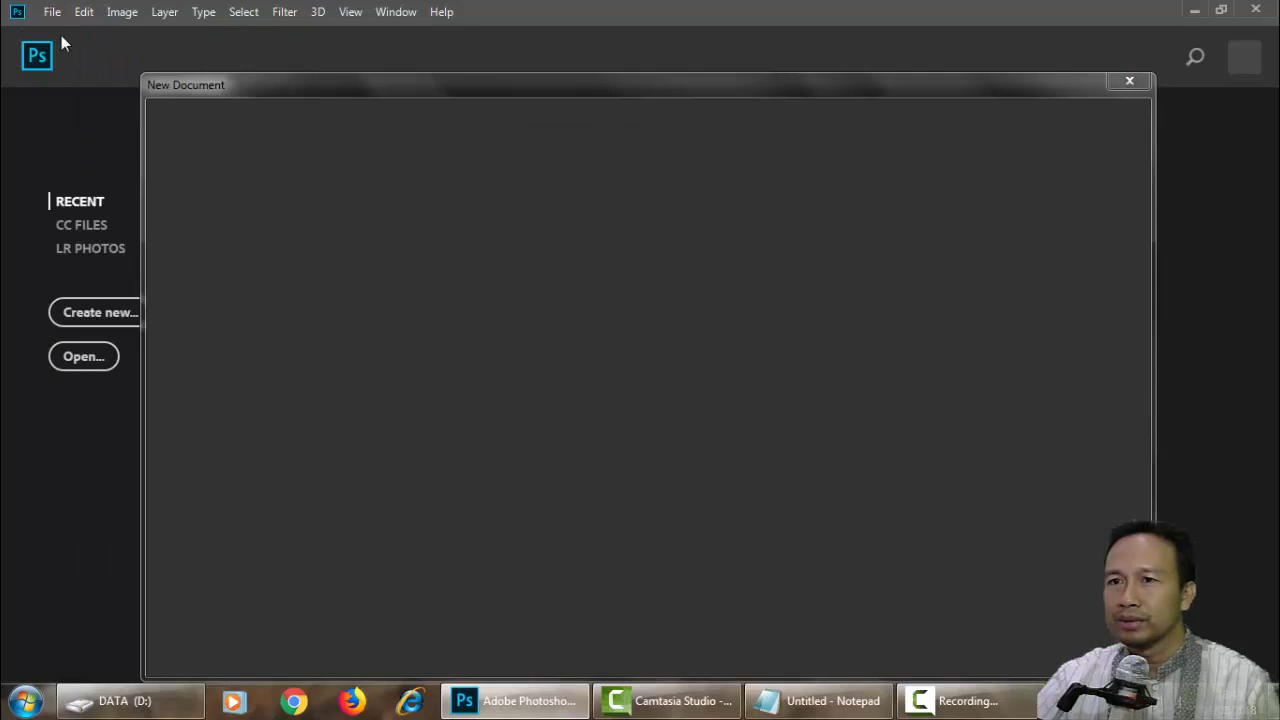 Ps File Edit Image Layer Type Select Filter 3D View Window Help
Ps
New Document
RECENT
CC FILES
LR PHOTOS
Create new...
Open...
DATA (D:) Ps Adobe Photosho... Camtasia Studio -... Untitled - Notepad Recording...